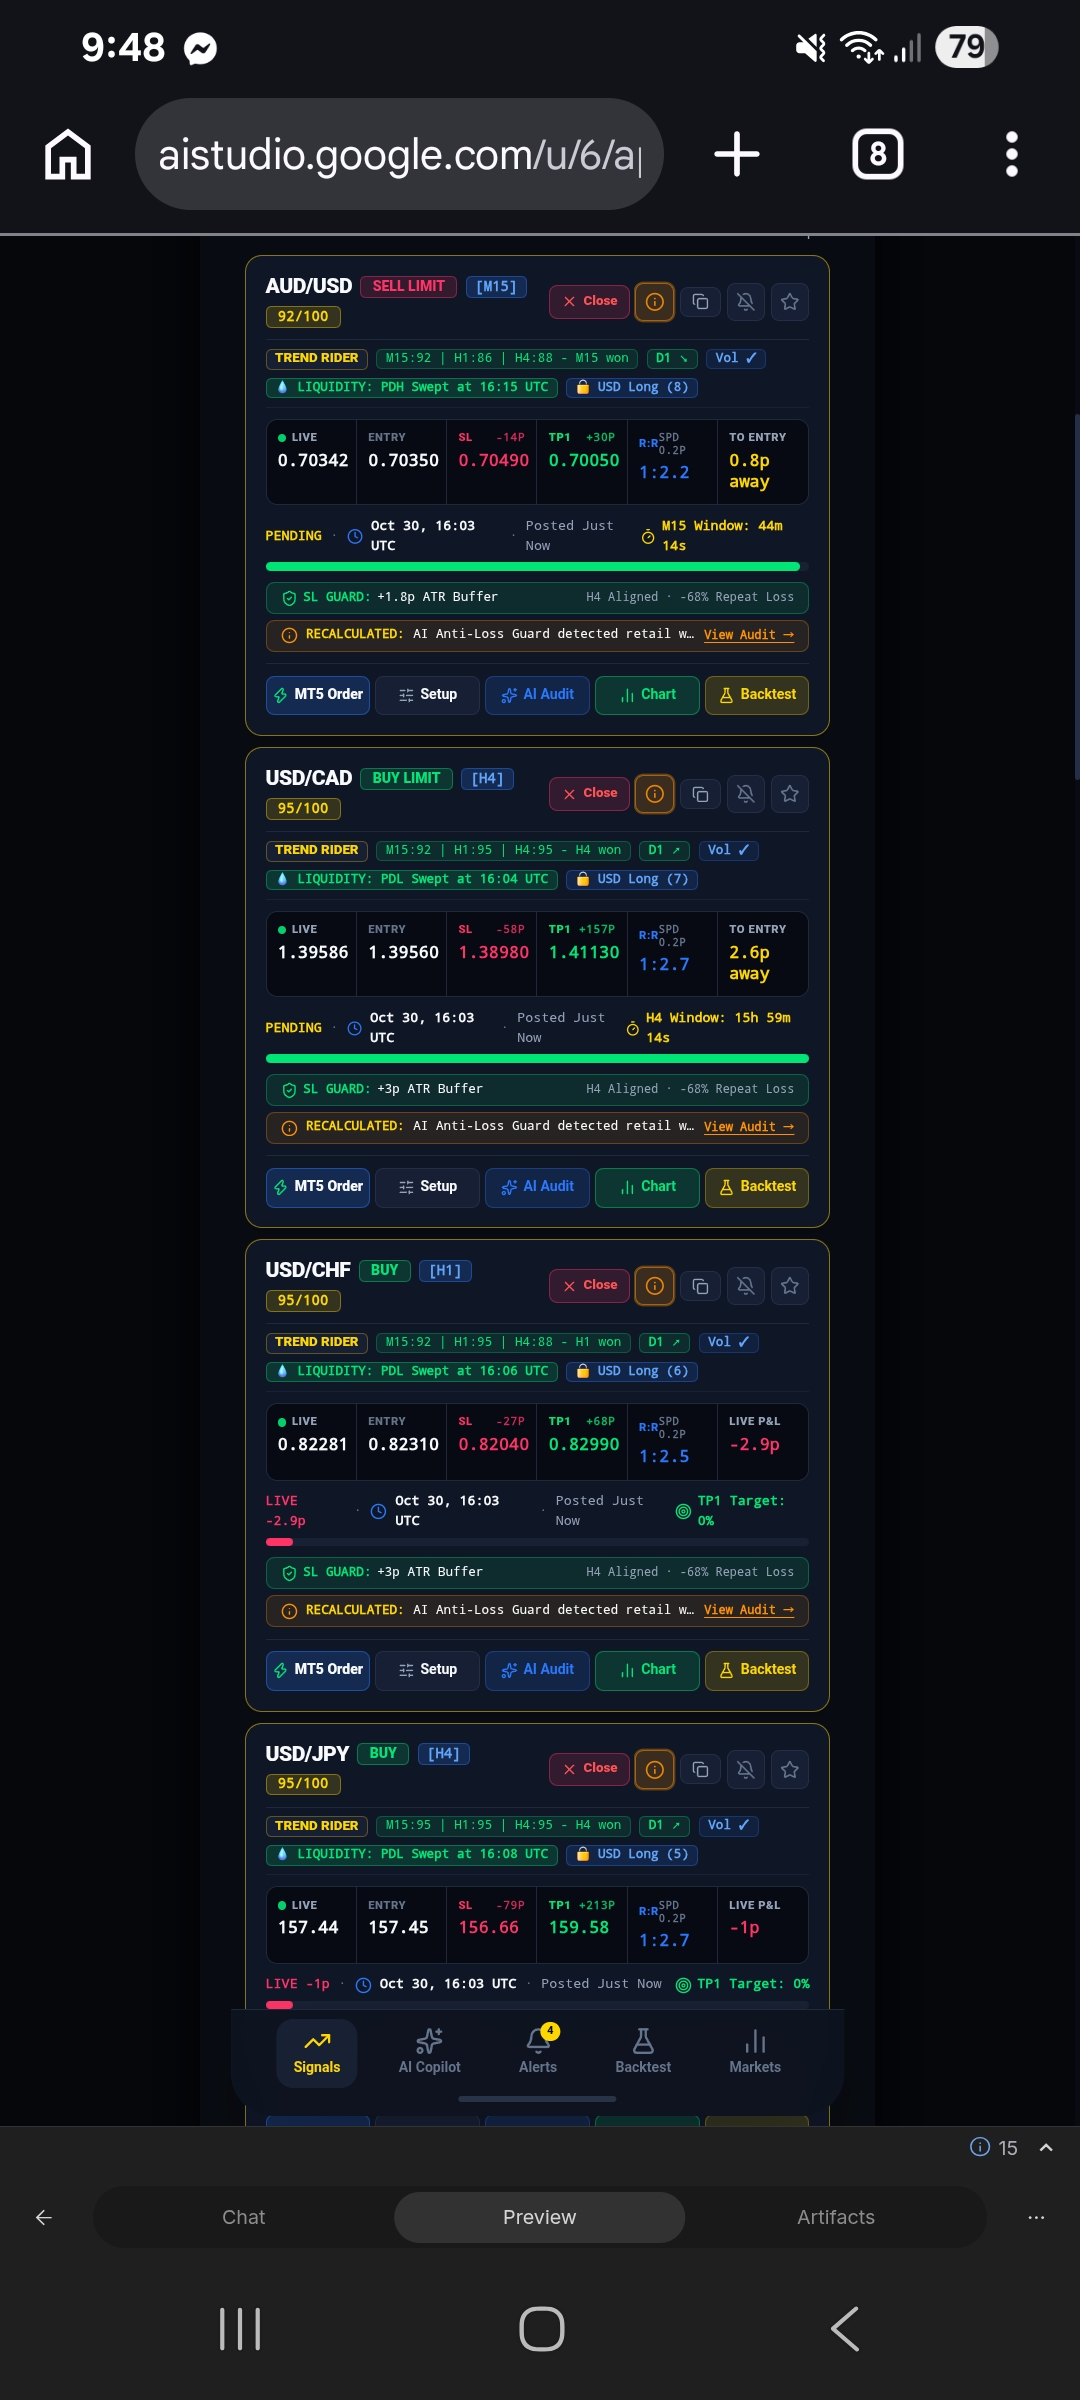 9:48
79
aistudio.google.com/u/6/a
8
AUD/USD SELL LIMIT [M15] Close
92/100
TREND RIDER M15:92 | H1:86 | H4:88 - M15 won D1 ↘ Vol ✓
💧 LIQUIDITY: PDH Swept at 16:15 UTC 🔒 USD Long (8)
LIVE ENTRY SL -14P TP1 +30P R:R SPD 0.2P TO ENTRY
0.70342 0.70350 0.70490 0.70050 1:2.2 0.8p away
PENDING · Oct 30, 16:03 UTC · Posted Just Now M15 Window: 44m 14s
SL GUARD: +1.8p ATR Buffer H4 Aligned · -68% Repeat Loss
RECALCULATED: AI Anti-Loss Guard detected retail w… View Audit →
MT5 Order Setup AI Audit Chart Backtest
USD/CAD BUY LIMIT [H4] Close
95/100
TREND RIDER M15:92 | H1:95 | H4:95 - H4 won D1 ↗ Vol ✓
💧 LIQUIDITY: PDL Swept at 16:04 UTC 🔒 USD Long (7)
LIVE ENTRY SL -58P TP1 +157P R:R SPD 0.2P TO ENTRY
1.39586 1.39560 1.38980 1.41130 1:2.7 2.6p away
PENDING · Oct 30, 16:03 UTC · Posted Just Now H4 Window: 15h 59m 14s
SL GUARD: +3p ATR Buffer H4 Aligned · -68% Repeat Loss
RECALCULATED: AI Anti-Loss Guard detected retail w… View Audit →
MT5 Order Setup AI Audit Chart Backtest
USD/CHF BUY [H1] Close
95/100
TREND RIDER M15:92 | H1:95 | H4:88 - H1 won D1 ↗ Vol ✓
💧 LIQUIDITY: PDL Swept at 16:06 UTC 🔒 USD Long (6)
LIVE ENTRY SL -27P TP1 +68P R:R SPD 0.2P LIVE P&L
0.82281 0.82310 0.82040 0.82990 1:2.5 -2.9p
LIVE -2.9p · Oct 30, 16:03 UTC · Posted Just Now TP1 Target: 0%
SL GUARD: +3p ATR Buffer H4 Aligned · -68% Repeat Loss
RECALCULATED: AI Anti-Loss Guard detected retail w… View Audit →
MT5 Order Setup AI Audit Chart Backtest
USD/JPY BUY [H4] Close
95/100
TREND RIDER M15:95 | H1:95 | H4:95 - H4 won D1 ↗ Vol ✓
💧 LIQUIDITY: PDL Swept at 16:08 UTC 🔒 USD Long (5)
LIVE ENTRY SL -79P TP1 +213P R:R SPD 0.2P LIVE P&L
157.44 157.45 156.66 159.58 1:2.7 -1p
LIVE -1p · Oct 30, 16:03 UTC · Posted Just Now TP1 Target: 0%
4
Signals AI Copilot Alerts Backtest Markets
15
Chat Preview Artifacts